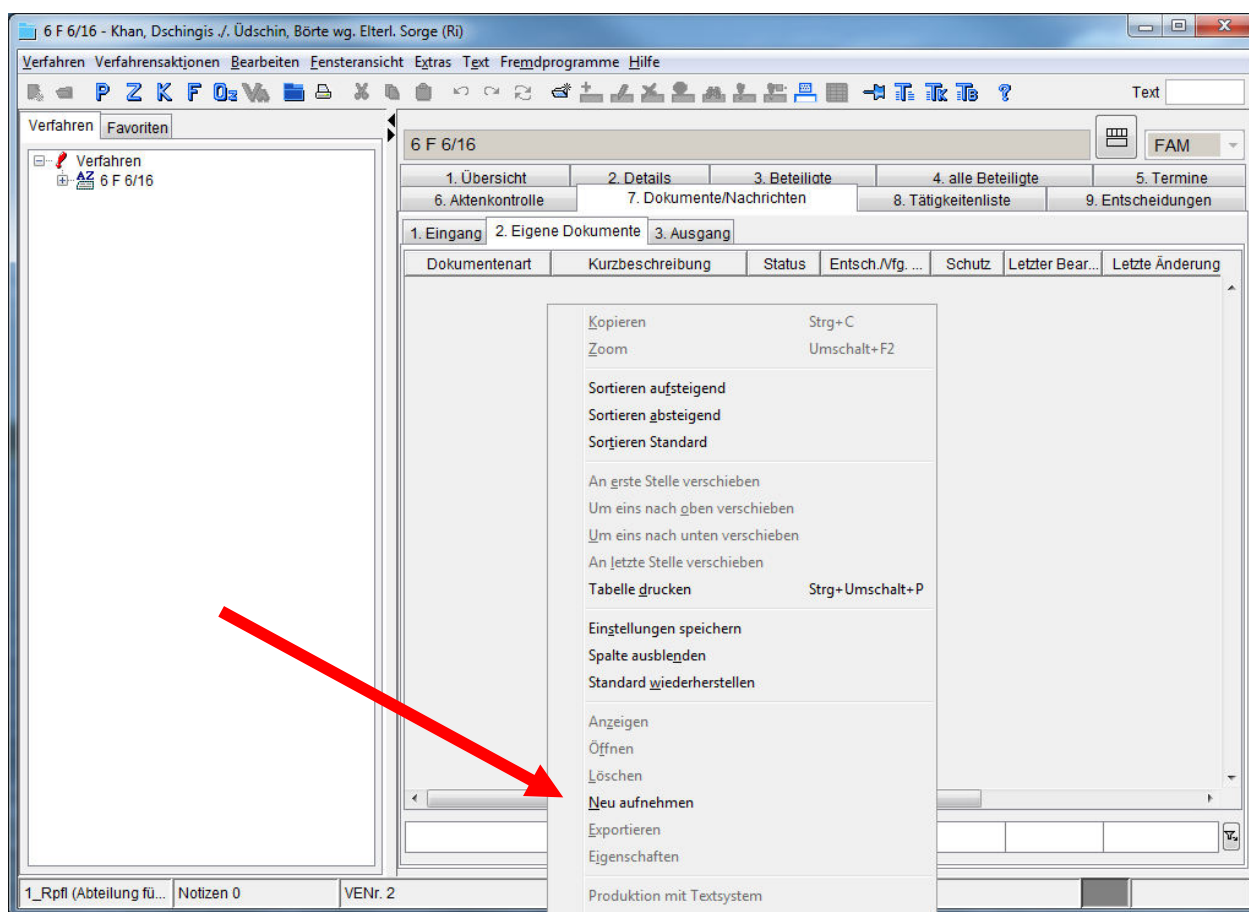 6 F 6/16 - Khan, Dschingis ./. Üdschin, Börte wg. Elterl. Sorge (Ri)
Verfahren Verfahrensaktionen Bearbeiten Fensteransicht Extras Text Fremdprogramme Hilfe
P Z K F Text
Verfahren Favoriten
Verfahren
AZ 6 F 6/16
6 F 6/16 FAM
1. Übersicht 2. Details 3. Beteiligte 4. alle Beteiligte 5. Termine
6. Aktenkontrolle 7. Dokumente/Nachrichten 8. Tätigkeitenliste 9. Entscheidungen
1. Eingang 2. Eigene Dokumente 3. Ausgang
Dokumentenart Kurzbeschreibung Status Entsch./Vfg. ... Schutz Letzter Bear... Letzte Änderung
Kopieren Strg+C
Zoom Umschalt+F2
Sortieren aufsteigend
Sortieren absteigend
Sortieren Standard
An erste Stelle verschieben
Um eins nach oben verschieben
Um eins nach unten verschieben
An letzte Stelle verschieben
Tabelle drucken Strg+Umschalt+P
Einstellungen speichern
Spalte ausblenden
Standard wiederherstellen
Anzeigen
Öffnen
Löschen
Neu aufnehmen
Exportieren
Eigenschaften
Produktion mit Textsystem
1_Rpfl (Abteilung fü... Notizen 0 VENr. 2